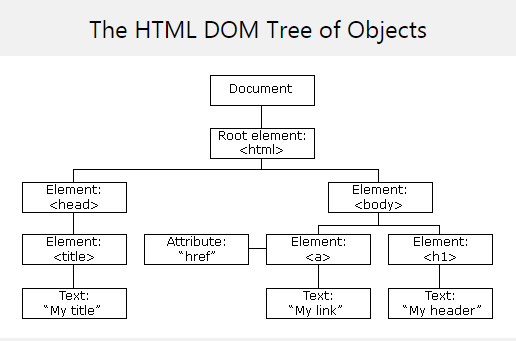 The HTML DOM Tree of Objects
Document
Root element:
<html>
Element:
<head>
Element:
<body>
Element:
<title>
Attribute:
“href”
Element:
<a>
Element:
<h1>
Text:
“My title”
Text:
“My link”
Text:
“My header”